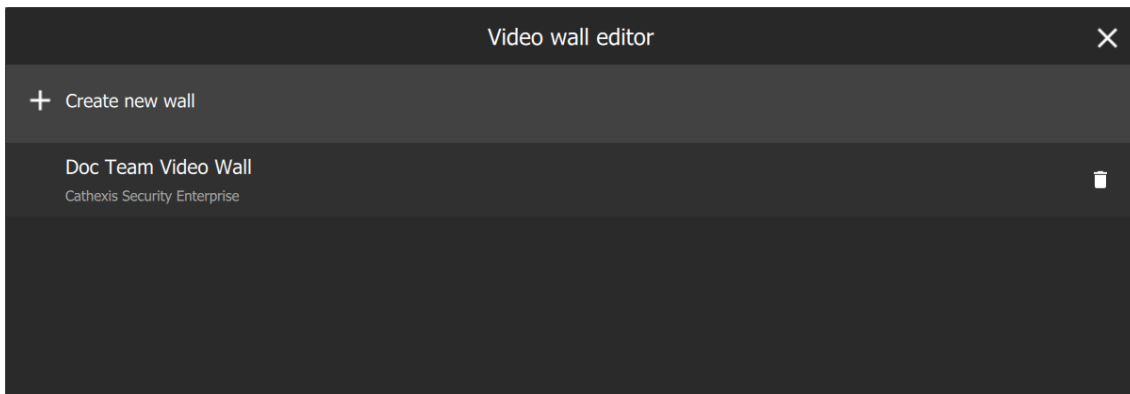 Video wall editor
Create new wall
Doc Team Video Wall
Cathexis Security Enterprise